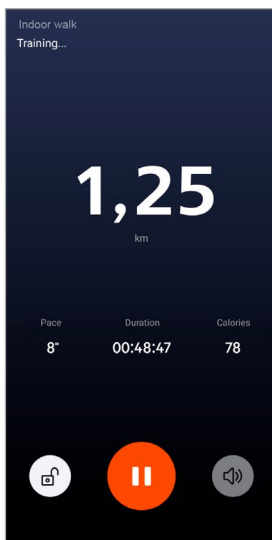 Indoor walk
Training...
1,25
km
Pace Duration Calories
8" 00:48:47 78